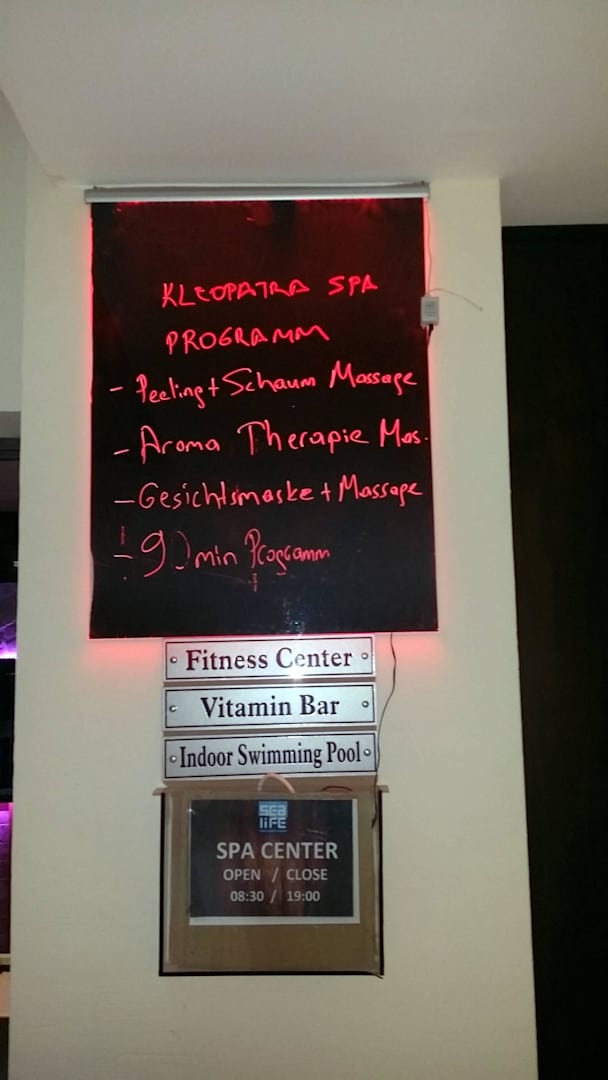 KLEOPATRA SPA
PROGRAMM
- Peeling + Schaum Massage
- Aroma Therapie Mas.
- Gesichtsmaske + Massage
- 90 min Programm
Fitness Center
Vitamin Bar
Indoor Swimming Pool
SEA
LIFE
SPA CENTER
OPEN / CLOSE
08:30 / 19:00